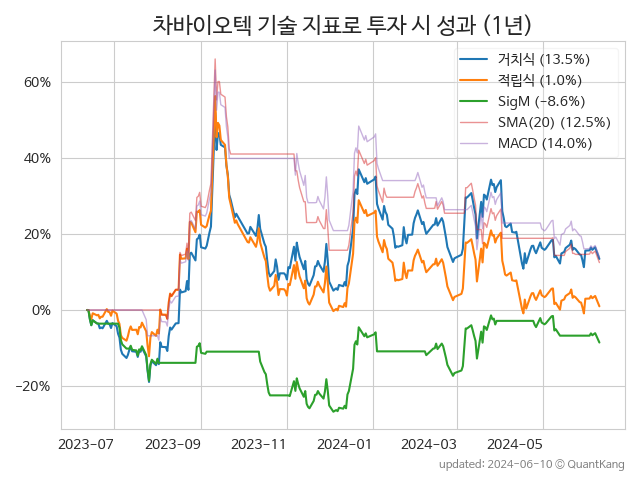 차바이오텍 기술 지표로 투자 시 성과 (1년)
거치식 (13.5%)
적립식 (1.0%)
SigM (−8.6%)
SMA(20) (12.5%)
MACD (14.0%)
60%
40%
20%
0%
−20%
2023-07 2023-09 2023-11 2024-01 2024-03 2024-05
updated: 2024-06-10 © QuantKang